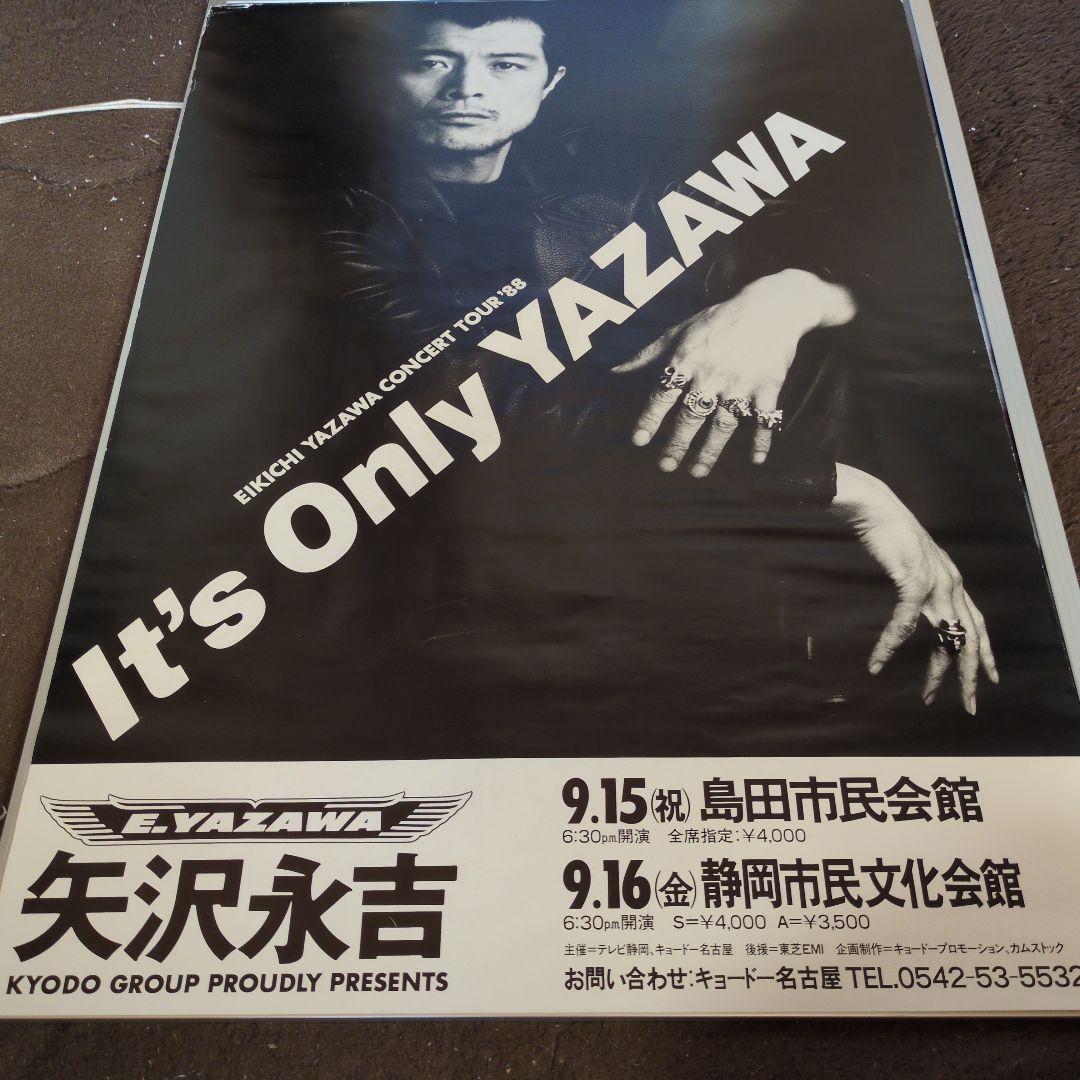 EIKICHI YAZAWA CONCERT TOUR '88
It's Only YAZAWA
E.YAZAWA
矢沢永吉
KYODO GROUP PROUDLY PRESENTS
9.15(祝)島田市民会館
6:30p.m.開演 全席指定:¥4,000
9.16(金)静岡市民文化会館
6:30p.m.開演 S=¥4,000 A=¥3,500
主催=テレビ静岡、キョードー名古屋 後援=東芝EMI 企画制作=キョードープロモーション、カムストック
お問い合わせ:キョードー名古屋 TEL.0542-53-5532